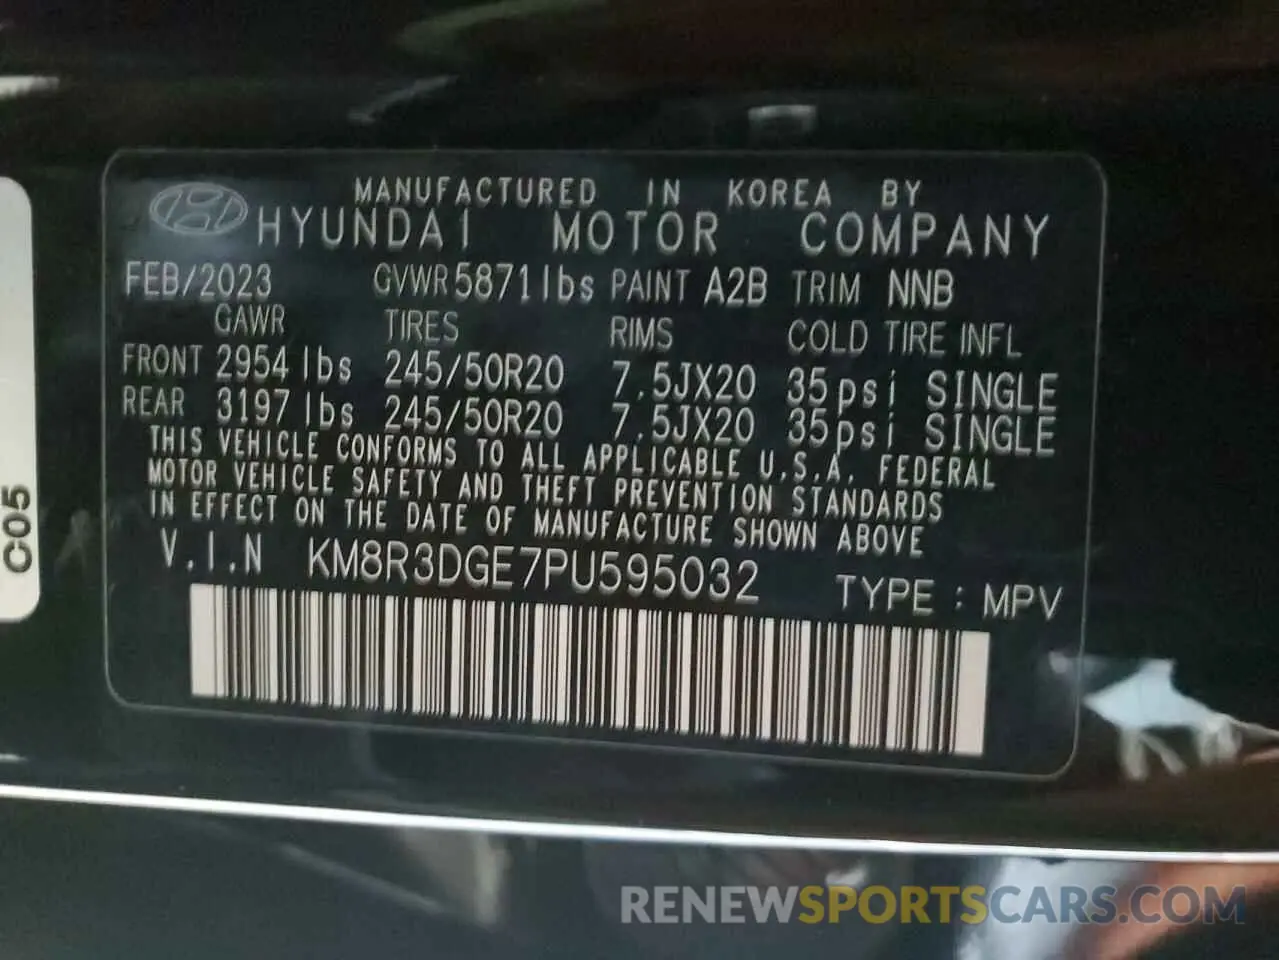 MANUFACTURED IN KOREA BY
HYUNDAI MOTOR COMPANY
FEB/2023 GVWR 5871 lbs PAINT A2B TRIM NNB
GAWR TIRES RIMS COLD TIRE INFL
FRONT 2954 lbs 245/50R20 7.5JX20 35psi SINGLE
REAR 3197 lbs 245/50R20 7.5JX20 35psi SINGLE
THIS VEHICLE CONFORMS TO ALL APPLICABLE U.S.A. FEDERAL
MOTOR VEHICLE SAFETY AND THEFT PREVENTION STANDARDS
IN EFFECT ON THE DATE OF MANUFACTURE SHOWN ABOVE
V.I.N KM8R3DGE7PU595032 TYPE : MPV
C05
RENEWSPORTSCARS.COM